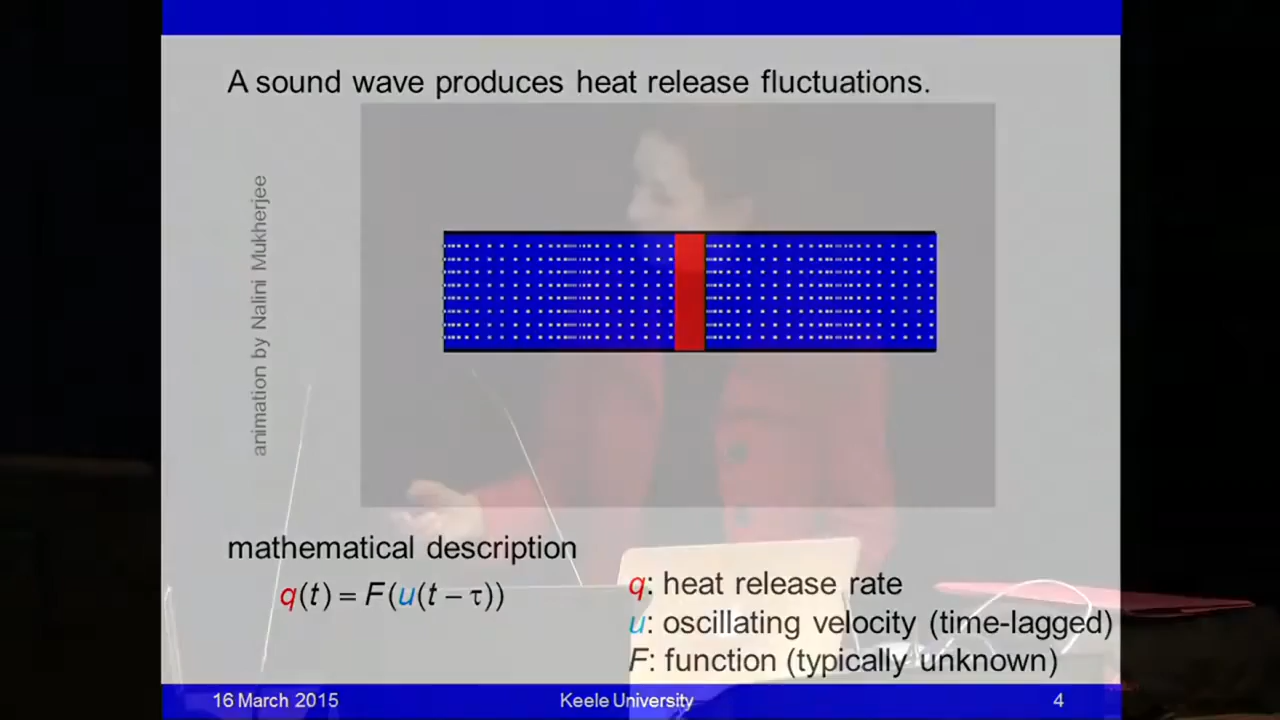 A sound wave produces heat release fluctuations.
animation by Nalini Mukherjee
mathematical description
q(t) = F(u(t − τ))
q: heat release rate
u: oscillating velocity (time-lagged)
F: function (typically unknown)
16 March 2015
Keele University
4